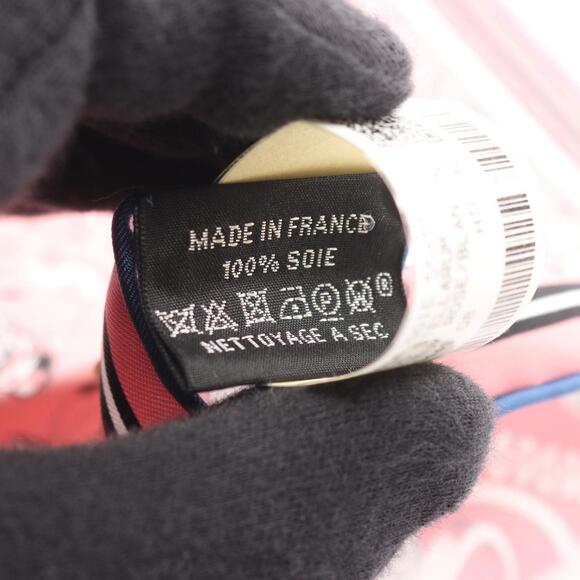 MADE IN FRANCE
100% SOIE
P
®
NETTOYAGE A SEC